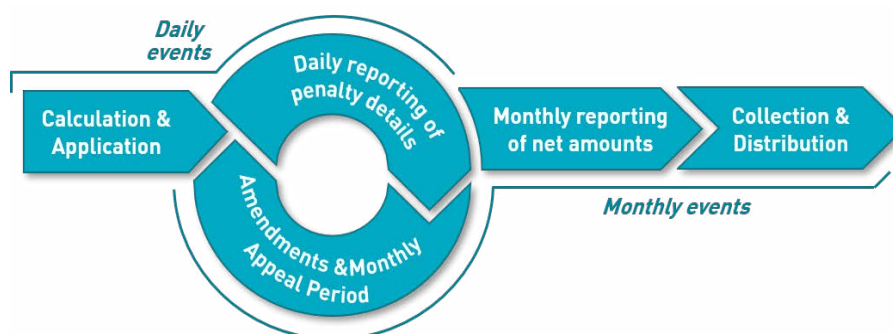 Daily
events
Calculation &
Application
Daily reporting of
penalty details
Amendments &Monthly
Appeal Period
Monthly reporting
of net amounts
Collection &
Distribution
Monthly events